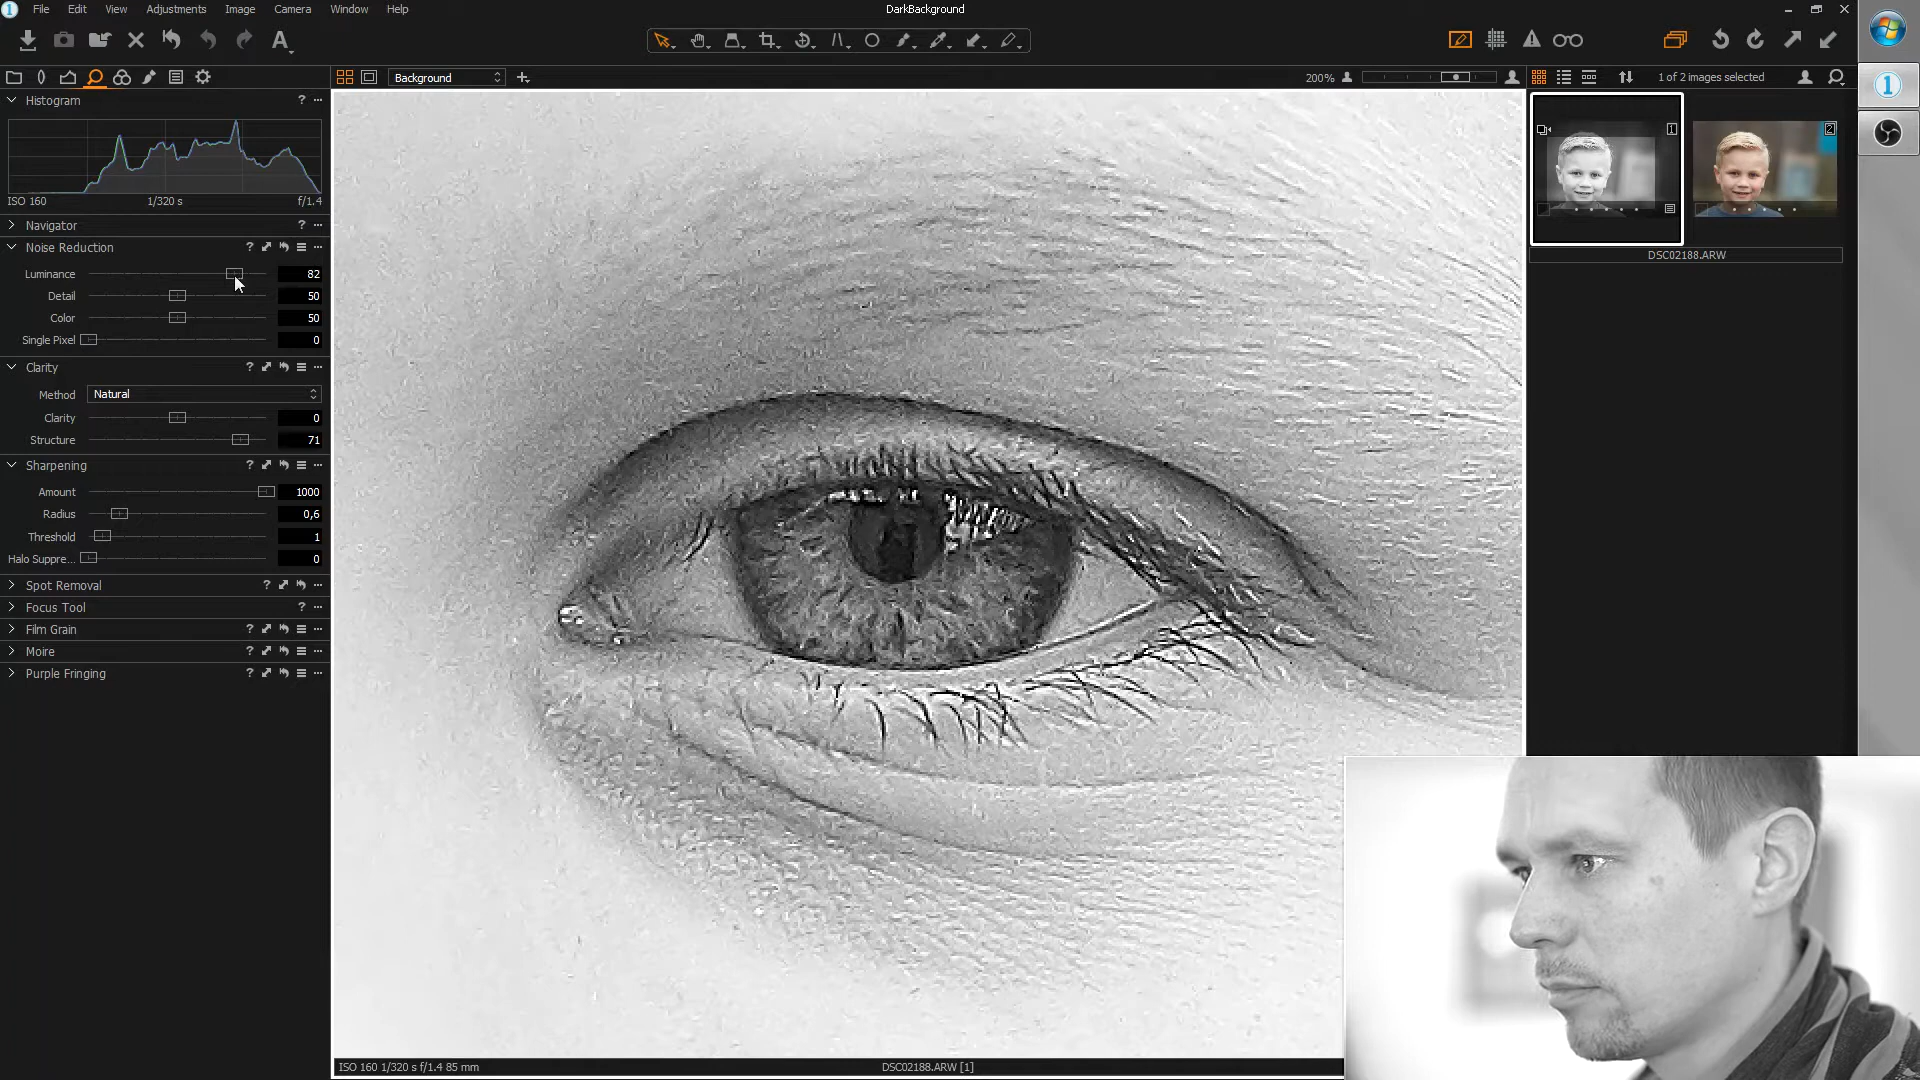 File Edit View Adjustments Image Camera Window Help
DarkBackground
Background
200%
1 of 2 images selected
Histogram
ISO 160 1/320 s f/1.4
Navigator
Noise Reduction
Luminance 82
Detail 50
Color 50
Single Pixel 0
Clarity
Method Natural
Clarity 0
Structure 71
Sharpening
Amount 1000
Radius 0,6
Threshold 1
Halo Suppre... 0
Spot Removal
Focus Tool
Film Grain
Moire
Purple Fringing
1
2
DSC02188.ARW
ISO 160 1/320 s f/1.4 85 mm
DSC02188.ARW [1]